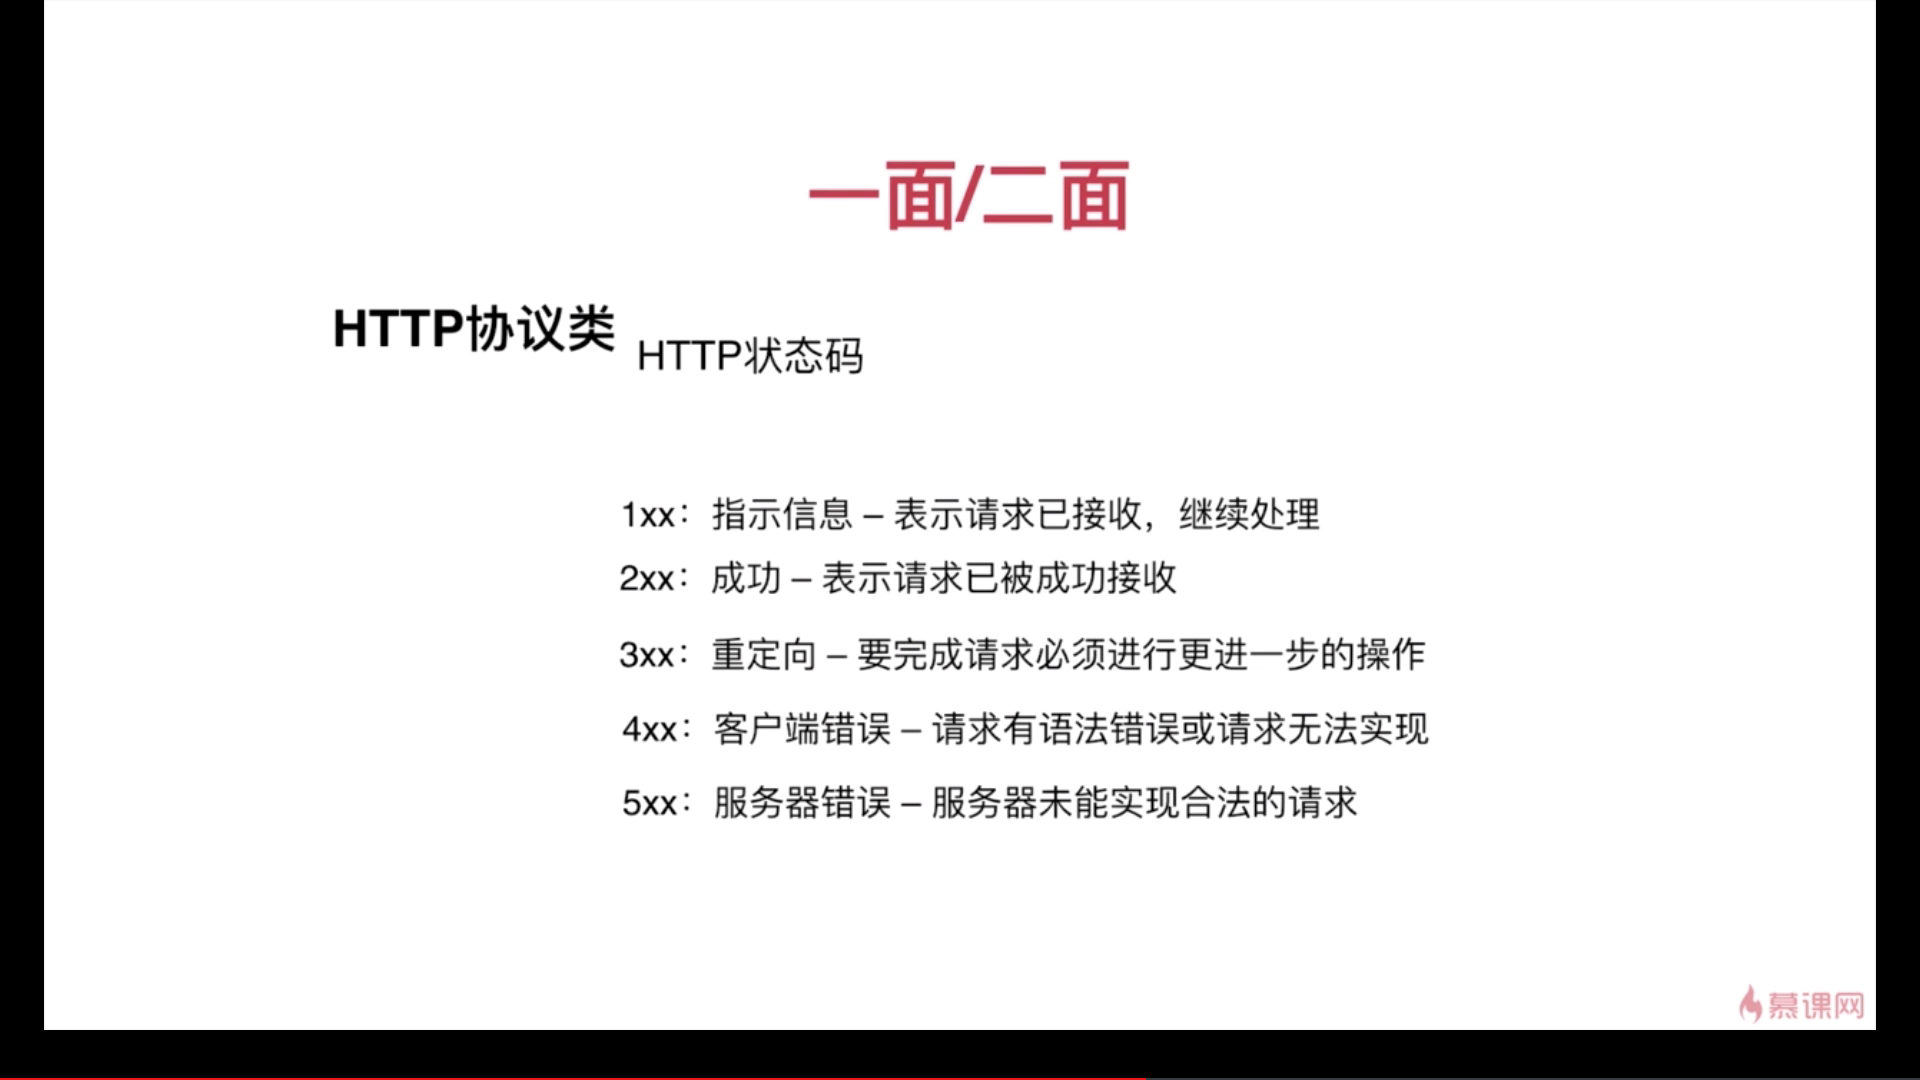 一面/二面
HTTP协议类
HTTP状态码
1xx：指示信息 – 表示请求已接收，继续处理
2xx：成功 – 表示请求已被成功接收
3xx：重定向 – 要完成请求必须进行更进一步的操作
4xx：客户端错误 – 请求有语法错误或请求无法实现
5xx：服务器错误 – 服务器未能实现合法的请求
慕课网